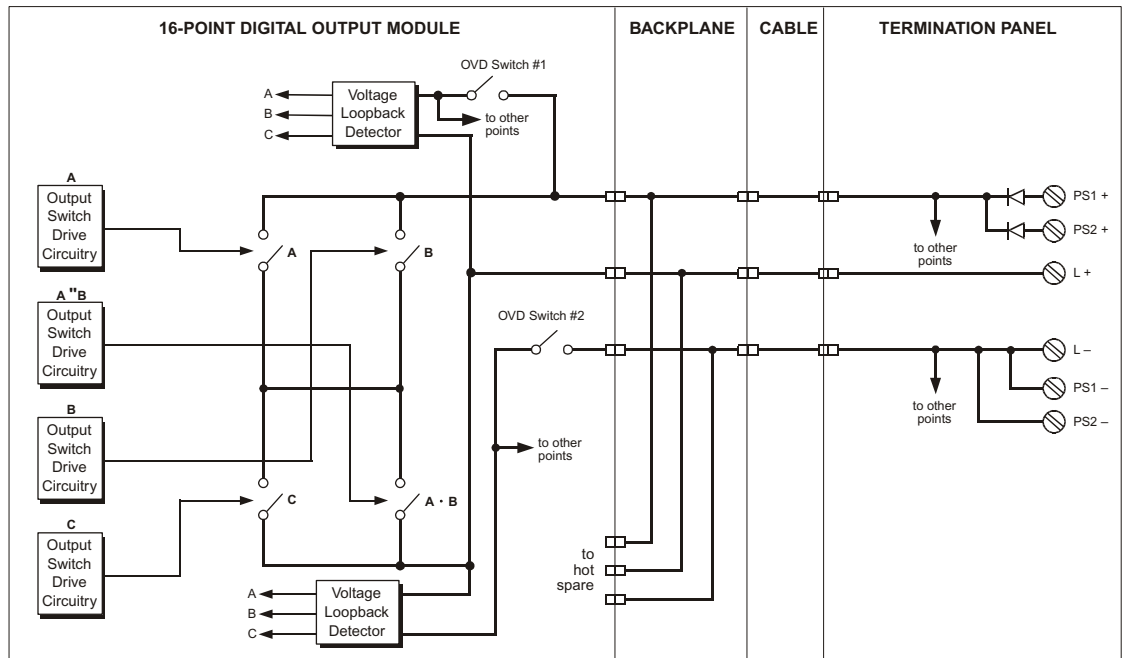 16-POINT DIGITAL OUTPUT MODULE
BACKPLANE
CABLE
TERMINATION PANEL
OVD Switch #1
A
B
C
Voltage
Loopback
Detector
to other
points
A
Output
Switch
Drive
Circuitry
A
B
PS1 +
PS2 +
to other
points
L +
A "B
Output
Switch
Drive
Circuitry
OVD Switch #2
L –
PS1 –
PS2 –
to other
points
B
Output
Switch
Drive
Circuitry
to other
points
C
A · B
C
Output
Switch
Drive
Circuitry
to
hot
spare
A
B
C
Voltage
Loopback
Detector